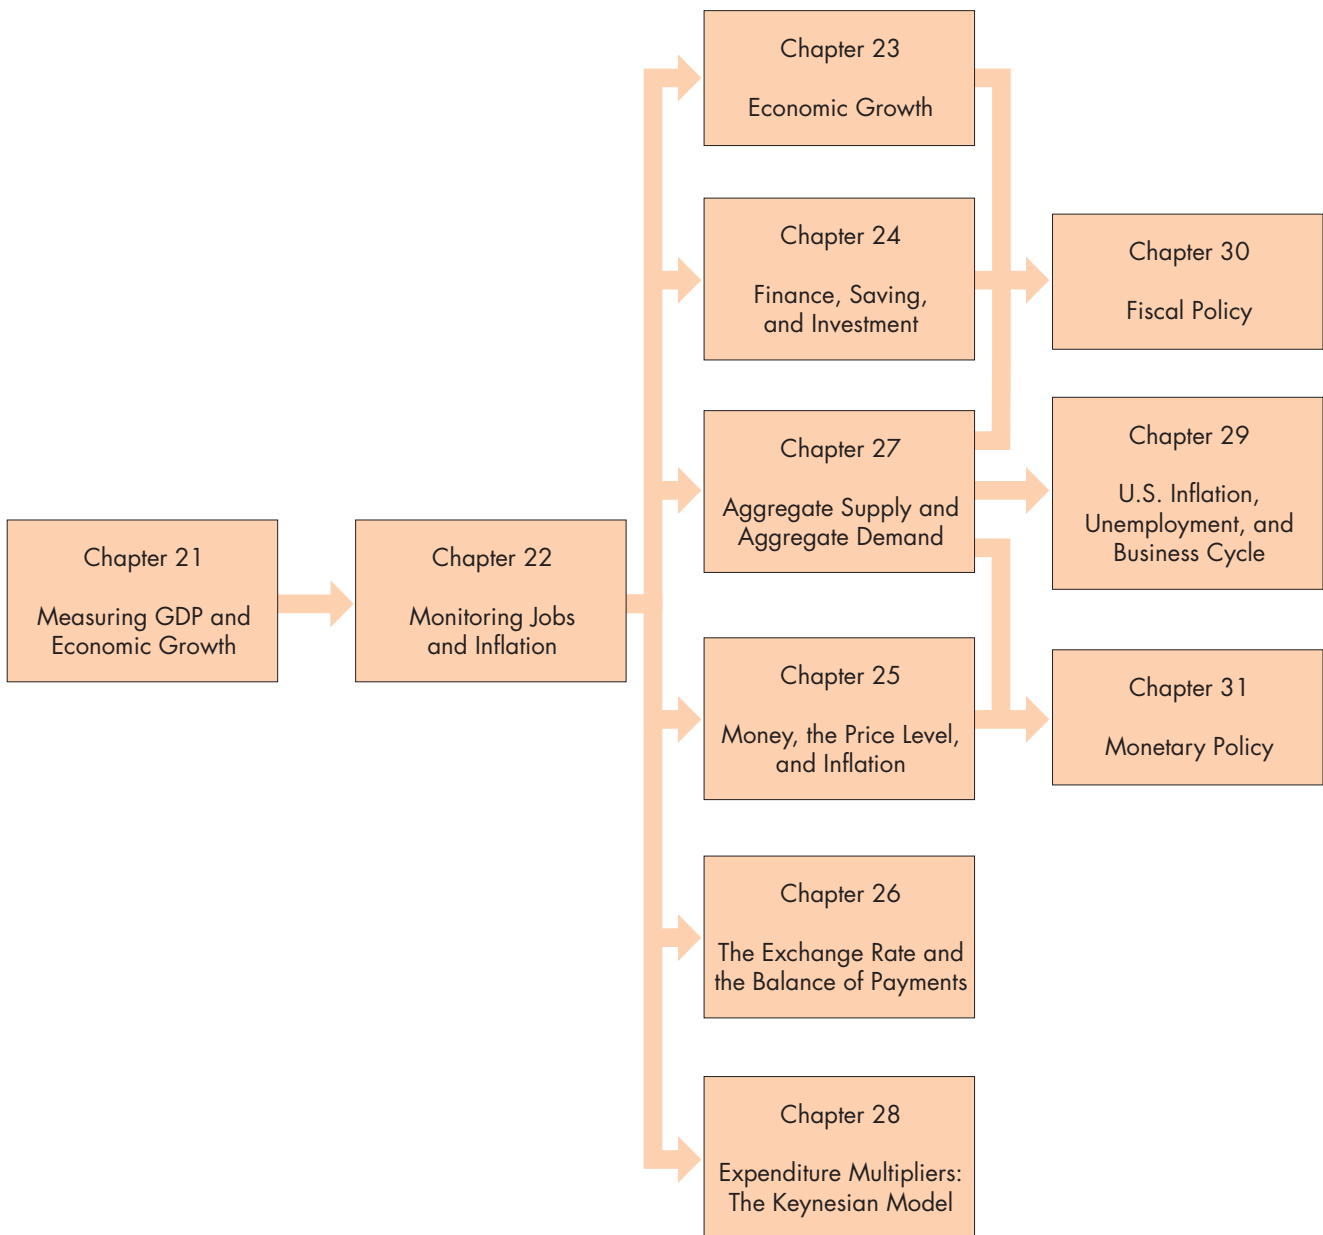 Chapter 21
Measuring GDP and
Economic Growth
Chapter 22
Monitoring Jobs
and Inflation
Chapter 23
Economic Growth
Chapter 24
Finance, Saving,
and Investment
Chapter 27
Aggregate Supply and
Aggregate Demand
Chapter 25
Money, the Price Level,
and Inflation
Chapter 26
The Exchange Rate and
the Balance of Payments
Chapter 28
Expenditure Multipliers:
The Keynesian Model
Chapter 30
Fiscal Policy
Chapter 29
U.S. Inflation,
Unemployment, and
Business Cycle
Chapter 31
Monetary Policy